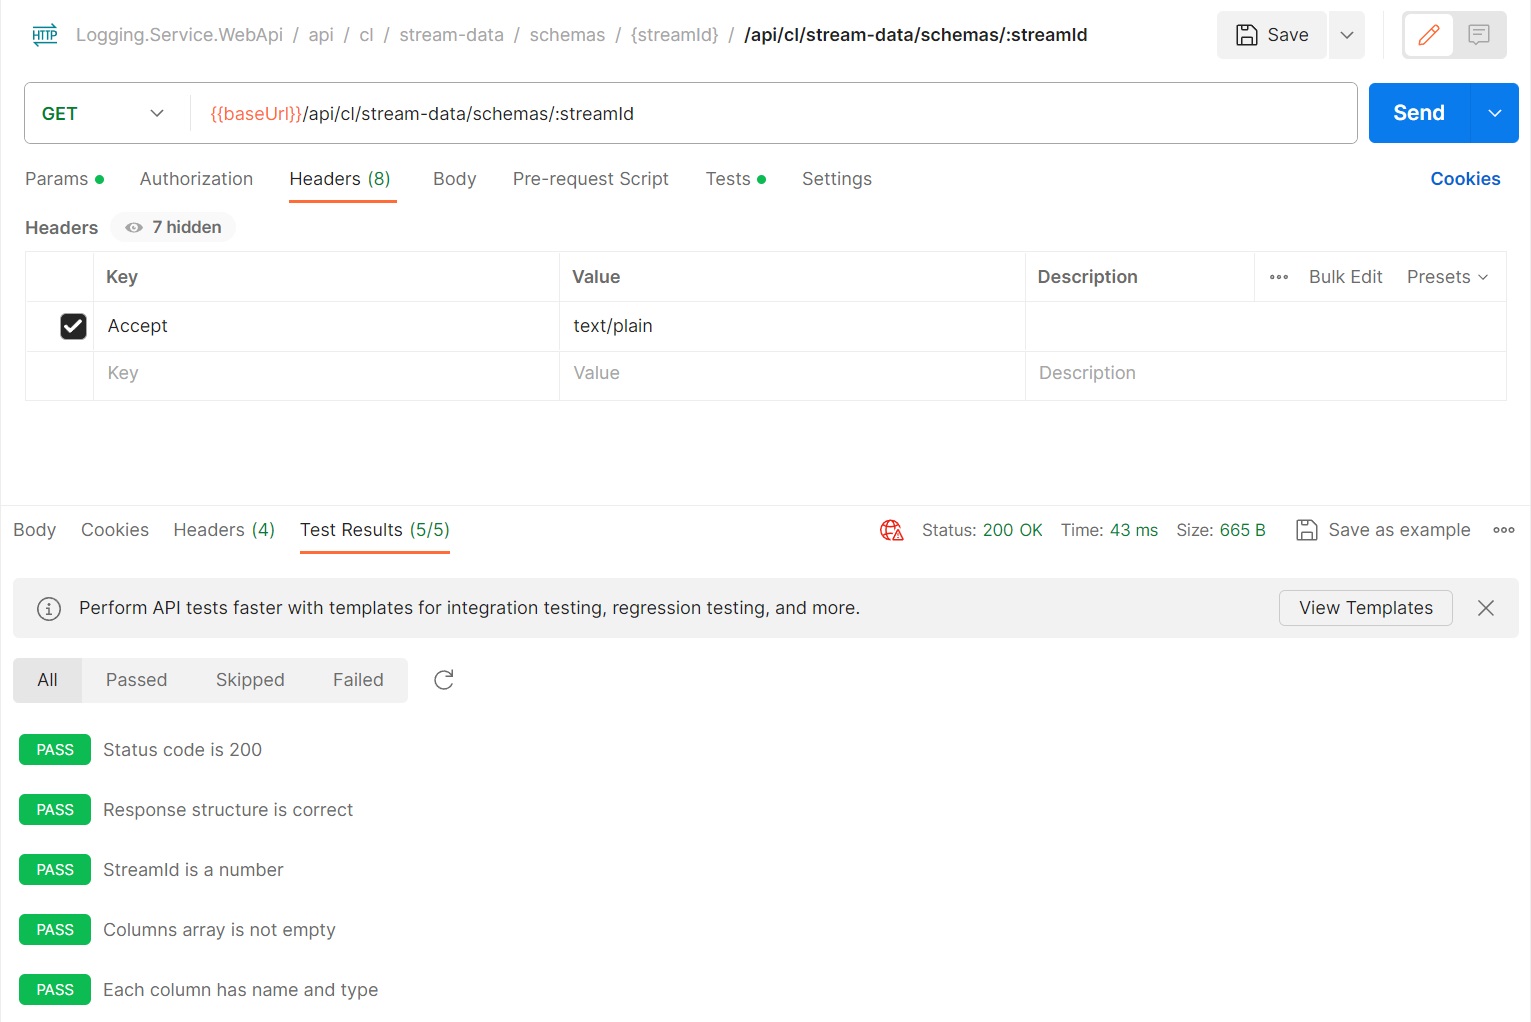 HTTP Logging.Service.WebApi / api / cl / stream-data / schemas / {streamId} / /api/cl/stream-data/schemas/:streamId Save
GET {{baseUrl}}/api/cl/stream-data/schemas/:streamId Send
Params Authorization Headers (8) Body Pre-request Script Tests Settings Cookies
Headers 7 hidden
Key Value Description Bulk Edit Presets
Accept text/plain
Key Value Description
Body Cookies Headers (4) Test Results (5/5) Status: 200 OK Time: 43 ms Size: 665 B Save as example
Perform API tests faster with templates for integration testing, regression testing, and more. View Templates
All Passed Skipped Failed
PASS Status code is 200
PASS Response structure is correct
PASS StreamId is a number
PASS Columns array is not empty
PASS Each column has name and type